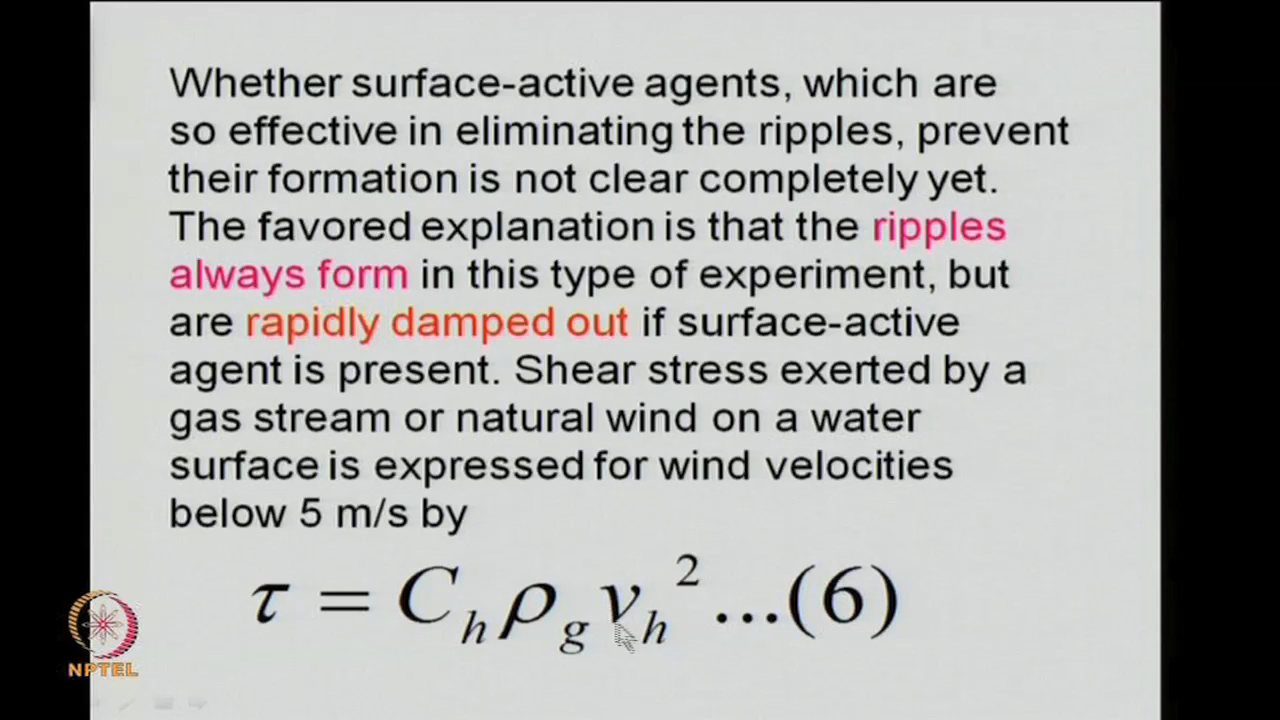 Whether surface-active agents, which are
so effective in eliminating the ripples, prevent
their formation is not clear completely yet.
The favored explanation is that the ripples
always form in this type of experiment, but
are rapidly damped out if surface-active
agent is present. Shear stress exerted by a
gas stream or natural wind on a water
surface is expressed for wind velocities
below 5 m/s by
τ = C_h ρ_g v_h² ...(6)
NPTEL